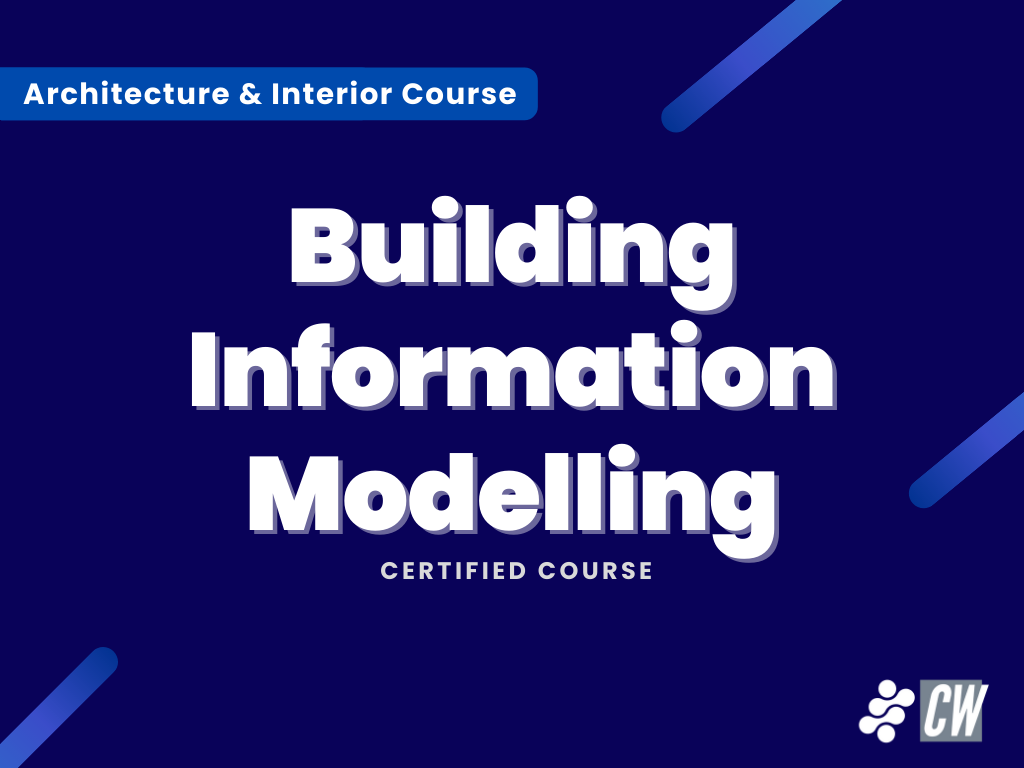 Architecture & Interior Course
Building
Information
Modelling
CERTIFIED COURSE
CW